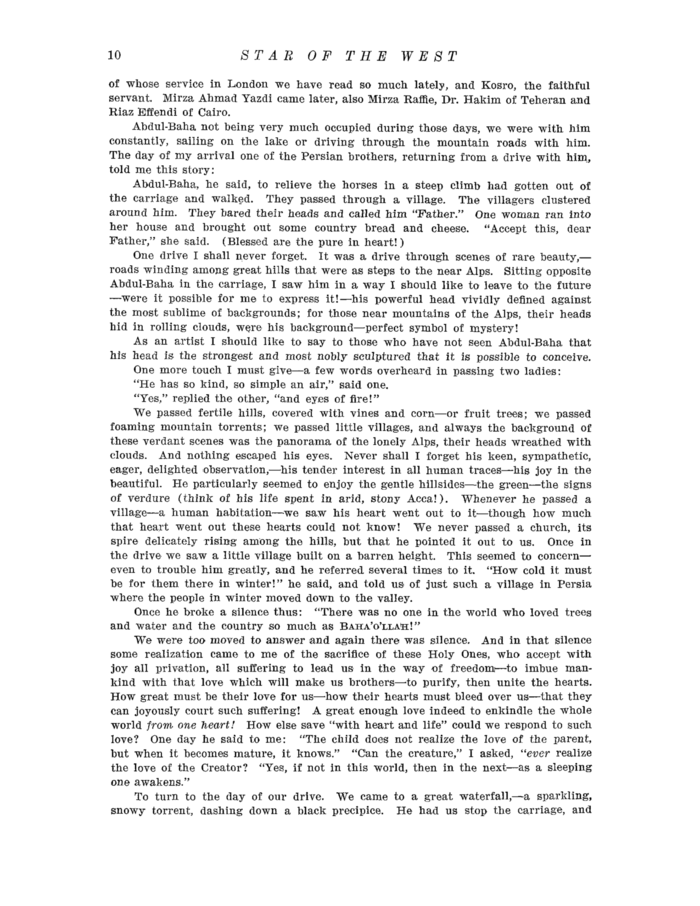 10 STAR OF THE WEST
of whose service in London we have read so much lately, and Kosro, the faithful
servant. Mirza Ahmad Yazdi came later, also Mirza Raffie, Dr. Hakim of Teheran and
Riaz Effendi of Cairo.
Abdul-Baha not being very much occupied during those days, we were with him
constantly, sailing on the lake or driving through the mountain roads with him.
The day of my arrival one of the Persian brothers, returning from a drive with him,
told me this story:
Abdul-Baha, he said, to relieve the horses in a steep climb had gotten out of
the carriage and walked. They passed through a village. The villagers clustered
around him. They bared their heads and called him "Father." One woman ran into
her house and brought out some country bread and cheese. "Accept this, dear
Father," she said. (Blessed are the pure in heart!)
One drive I shall never forget. It was a drive through scenes of rare beauty,—
roads winding among great hills that were as steps to the near Alps. Sitting opposite
Abdul-Baha in the carriage, I saw him in a way I should like to leave to the future
—were it possible for me to express it!—his powerful head vividly defined against
the most sublime of backgrounds; for those near mountains of the Alps, their heads
hid in rolling clouds, were his background—perfect symbol of mystery!
As an artist I should like to say to those who have not seen Abdul-Baha that
his head is the strongest and most nobly sculptured that it is possible to conceive.
One more touch I must give—a few words overheard in passing two ladies:
"He has so kind, so simple an air," said one.
"Yes," replied the other, "and eyes of fire!"
We passed fertile hills, covered with vines and corn—or fruit trees; we passed
foaming mountain torrents; we passed little villages, and always the background of
these verdant scenes was the panorama of the lonely Alps, their heads wreathed with
clouds. And nothing escaped his eyes. Never shall I forget his keen, sympathetic,
eager, delighted observation,—his tender interest in all human traces—his joy in the
beautiful. He particularly seemed to enjoy the gentle hillsides—the green—the signs
of verdure (think of his life spent in arid, stony Acca!). Whenever he passed a
village—a human habitation—we saw his heart went out to it—though how much
that heart went out these hearts could not know! We never passed a church, its
spire delicately rising among the hills, but that he pointed it out to us. Once in
the drive we saw a little village built on a barren height. This seemed to concern—
even to trouble him greatly, and he referred several times to it. "How cold it must
be for them there in winter!" he said, and told us of just such a village in Persia
where the people in winter moved down to the valley.
Once he broke a silence thus: "There was no one in the world who loved trees
and water and the country so much as BAHA'O'LLAH!"
We were too moved to answer and again there was silence. And in that silence
some realization came to me of the sacrifice of these Holy Ones, who accept with
joy all privation, all suffering to lead us in the way of freedom—to imbue man-
kind with that love which will make us brothers—to purify, then unite the hearts.
How great must be their love for us—how their hearts must bleed over us—that they
can joyously court such suffering! A great enough love indeed to enkindle the whole
world from one heart! How else save "with heart and life" could we respond to such
love? One day he said to me: "The child does not realize the love of the parent,
but when it becomes mature, it knows." "Can the creature," I asked, "ever realize
the love of the Creator? "Yes, if not in this world, then in the next—as a sleeping
one awakens."
To turn to the day of our drive. We came to a great waterfall,—a sparkling,
snowy torrent, dashing down a black precipice. He had us stop the carriage, and